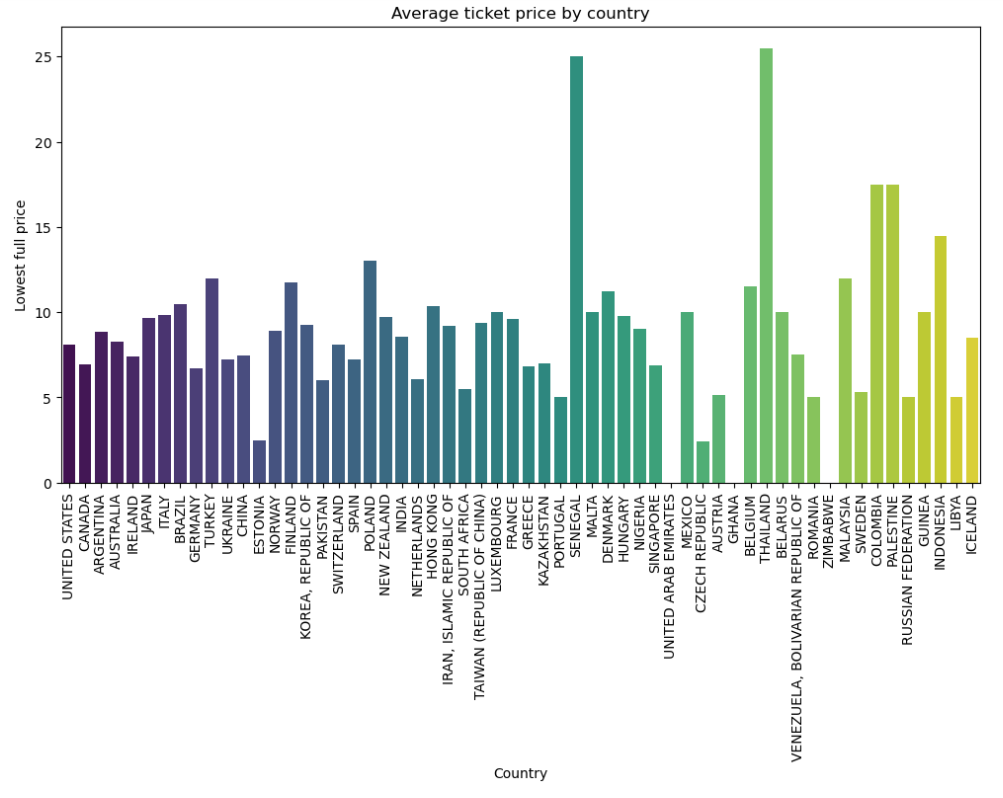 Average ticket price by country
Lowest full price
25
20
15
10
5
0
UNITED STATES
CANADA
ARGENTINA
AUSTRALIA
IRELAND
JAPAN
ITALY
BRAZIL
GERMANY
TURKEY
UKRAINE
CHINA
ESTONIA
NORWAY
FINLAND
KOREA, REPUBLIC OF
PAKISTAN
SWITZERLAND
SPAIN
POLAND
NEW ZEALAND
INDIA
NETHERLANDS
HONG KONG
IRAN, ISLAMIC REPUBLIC OF
SOUTH AFRICA
TAIWAN (REPUBLIC OF CHINA)
LUXEMBOURG
FRANCE
GREECE
KAZAKHSTAN
PORTUGAL
SENEGAL
MALTA
DENMARK
HUNGARY
NIGERIA
SINGAPORE
UNITED ARAB EMIRATES
MEXICO
CZECH REPUBLIC
AUSTRIA
GHANA
BELGIUM
THAILAND
BELARUS
VENEZUELA, BOLIVARIAN REPUBLIC OF
ROMANIA
ZIMBABWE
MALAYSIA
SWEDEN
COLOMBIA
PALESTINE
RUSSIAN FEDERATION
GUINEA
INDONESIA
LIBYA
ICELAND
Country